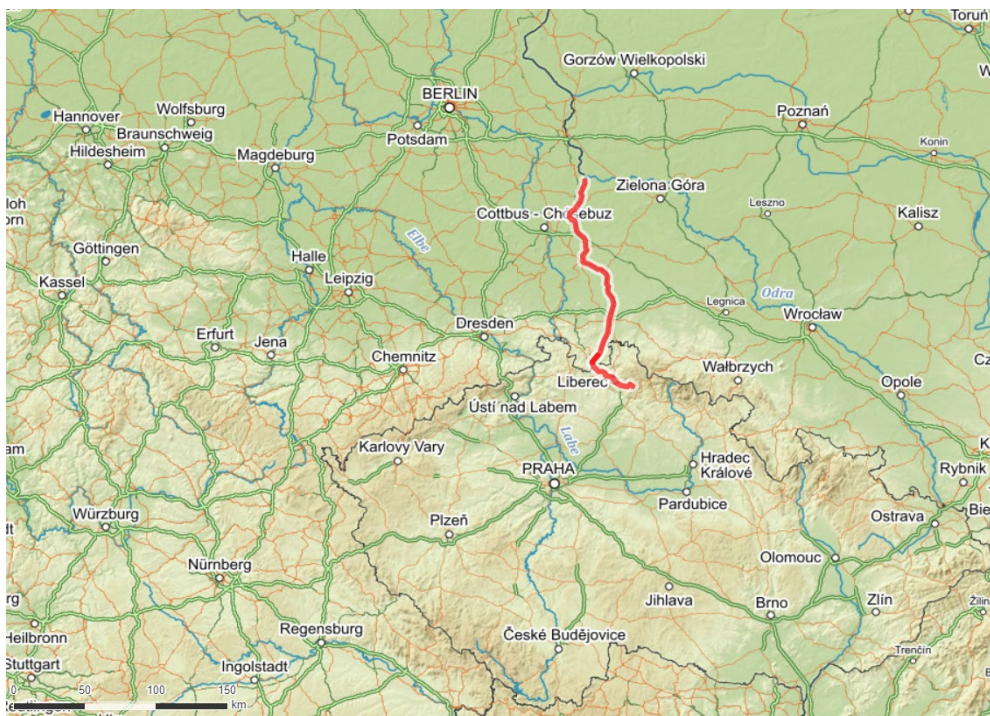 Toruń
Gorzów Wielkopolski
BERLIN
Wolfsburg
Hannover
Poznań
Braunschweig
Potsdam
Konin
Hildesheim
Magdeburg
Zielona Góra
Leszno
Cottbus - Chóśebuz
Kalisz
Elbe
Göttingen
Halle
Kassel
Leipzig
Odra
Legnica
Wrocław
Dresden
Erfurt
Jena
Chemnitz
Wałbrzych
Liberec
Opole
Ústí nad Labem
Labe
Karlovy Vary
Hradec
Králové
PRAHA
Rybnik
Pardubice
Würzburg
Ostrava
Plzeň
Olomouc
Nürnberg
Jihlava
Brno
Zlín
Heilbronn
Regensburg
České Budějovice
Stuttgart
Ingolstadt
Trenčín
0 50 100 150
km